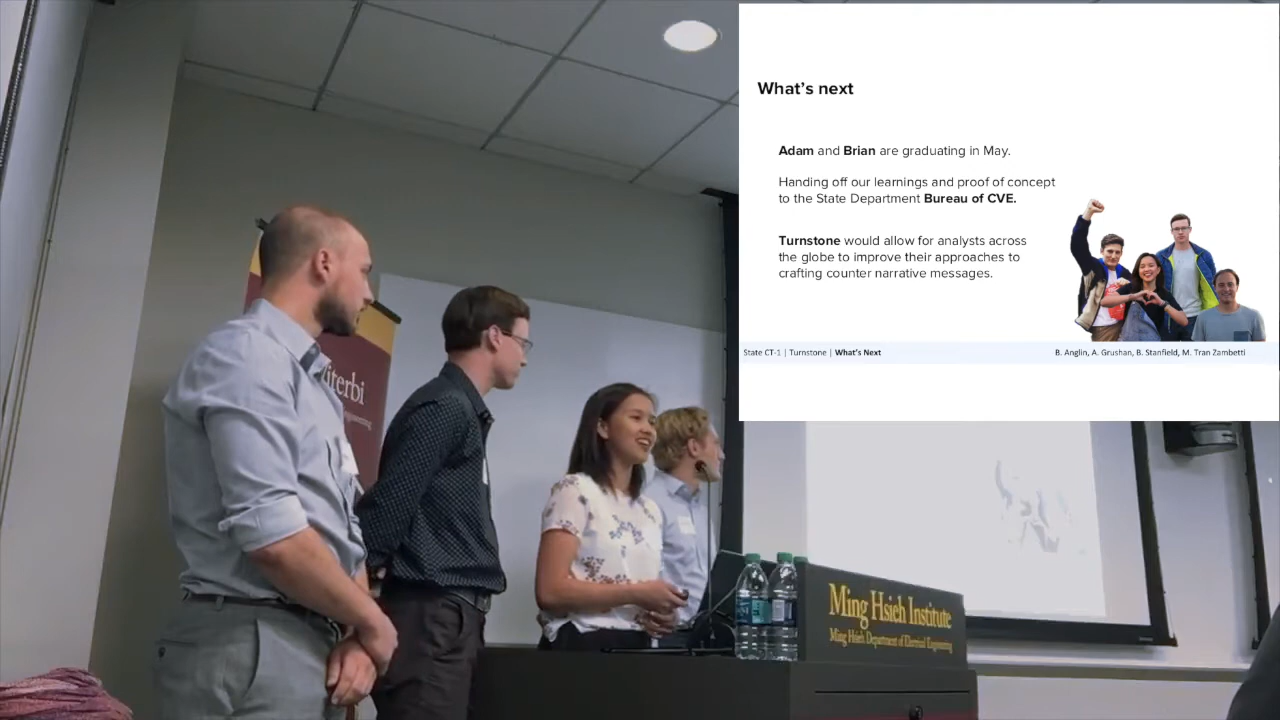 What's next
Adam and Brian are graduating in May.
Handing off our learnings and proof of concept
to the State Department Bureau of CVE.
Turnstone would allow for analysts across
the globe to improve their approaches to
crafting counter narrative messages.
State CT-1 | Turnstone | What's Next
B. Anglin, A. Grushan, B. Stanfield, M. Tran Zambetti
iterbi
Ming Hsieh Institute
Ming Hsieh Department of Electrical Engineering